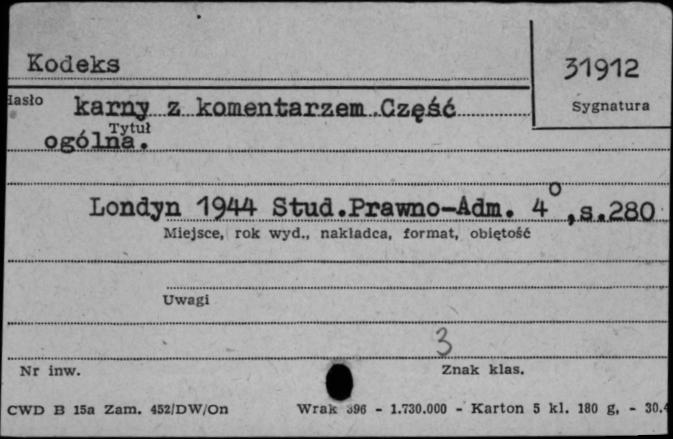 Kodeks
31912
Hasło
karny z komentarzem.Część
Sygnatura
Tytuł
ogólna.
Londyn 1944 Stud.Prawno-Adm. 4⁰,s.280
Miejsce, rok wyd., nakładca, format, objętość
Uwagi
3
Nr inw.
Znak klas.
CWD B 15a Zam. 452/DW/On Wrak 396 - 1.730.000 - Karton 5 kl. 180 g, - 30.4